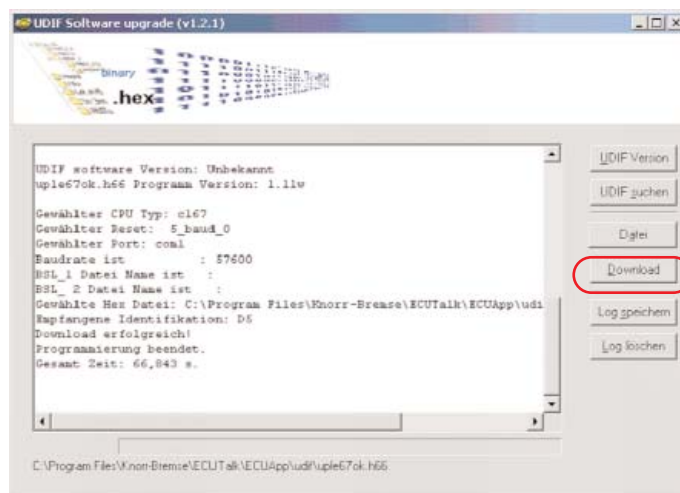 UDIF Software upgrade (v1.2.1)
binary
.hex
UDIF software Version: Unbekannt
uple67ok.h66 Programm Version: 1.11w
Gewählter CPU Typ: c167
Gewählter Reset: 5_baud_0
Gewählter Port: com1
Baudrate ist : 57600
BSL_1 Datei Name ist :
BSL_ 2 Datei Name ist :
Gewählte Hex Datei: C:\Program Files\Knorr-Bremse\ECUTalk\ECUApp\udi
Empfangene Identifikation: D5
Download erfolgreich!
Programmierung beendet.
Gesamt Zeit: 66,843 s.
UDIF Version
UDIF suchen
Datei
Download
Log speichern
Log löschen
C:\Program Files\Knorr-Bremse\ECUTalk\ECUApp\udif\uple67ok.h66